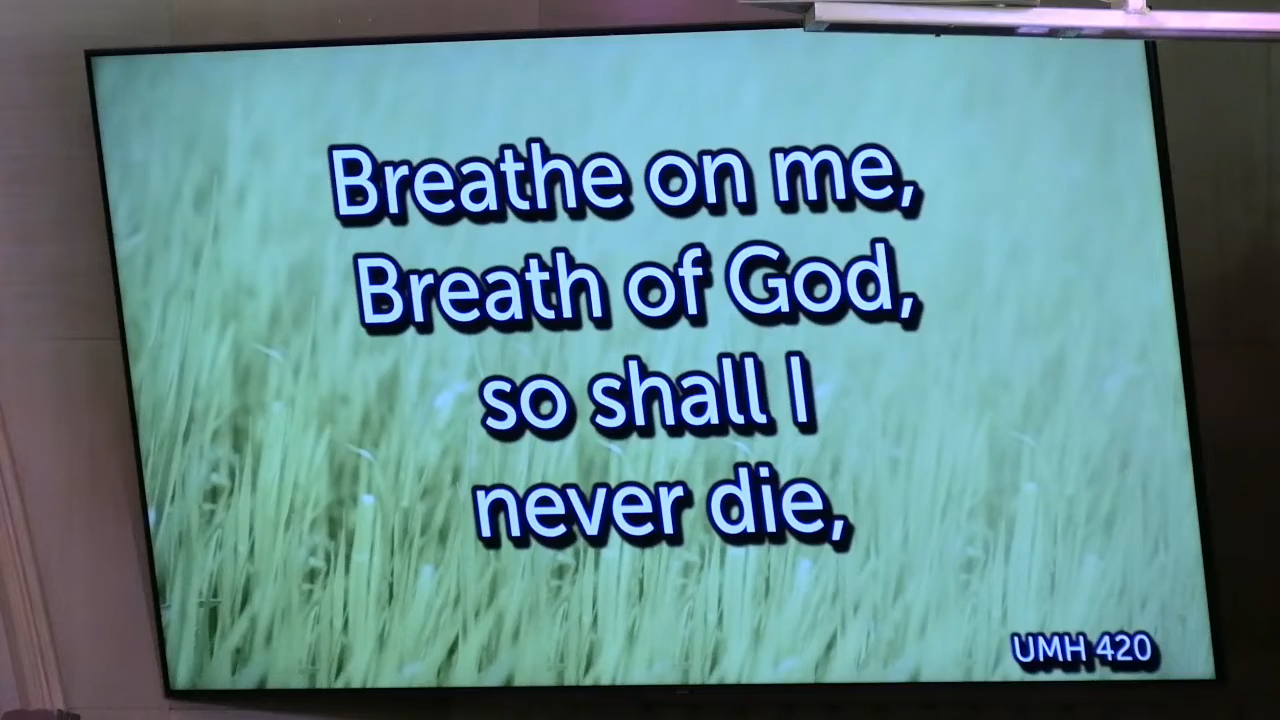 Breathe on me,
Breath of God,
so shall I
never die,
UMH 420